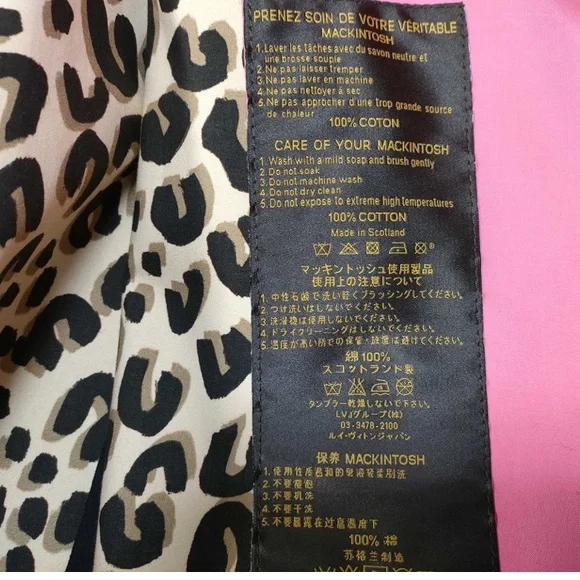 PRENEZ SOIN DE VOTRE VÉRITABLE
MACKINTOSH
1.Laver les tâches avec du savon neutre et
une brosse souple
2.Ne pas laisser tremper
3.Ne pas laver en machine
4.Ne pas nettoyer à sec
5.Ne pas approcher d'une trop grande source
de chaleur
100% COTON
CARE OF YOUR MACKINTOSH
1.Wash with a mild soap and brush gently
2.Do not soak
3.Do not machine wash
4.Do not dry clean
5.Do not expose to extreme high temperatures
100% COTTON
Made in Scotland
マッキントッシュ使用製品
使用上の注意について
1.中性石鹸で洗い軽くブラッシングしてください。
2.つけ洗いはしないでください。
3.洗濯機は使用しないでください。
4.ドライクリーニングはしないでください。
5.温度が高い所での保管・放置は避けてください。
綿100%
スコットランド製
タンブラー乾燥しないで下さい。
LVJグループ(株)
03-3478-2100
ルイ・ヴィトンジャパン
保养 MACKINTOSH
1.使用性质温和的皂液轻柔刷洗
2.不要浸泡
3.不要机洗
4.不要干洗
5.不要暴露在过高温度下
100% 棉
苏格兰制造